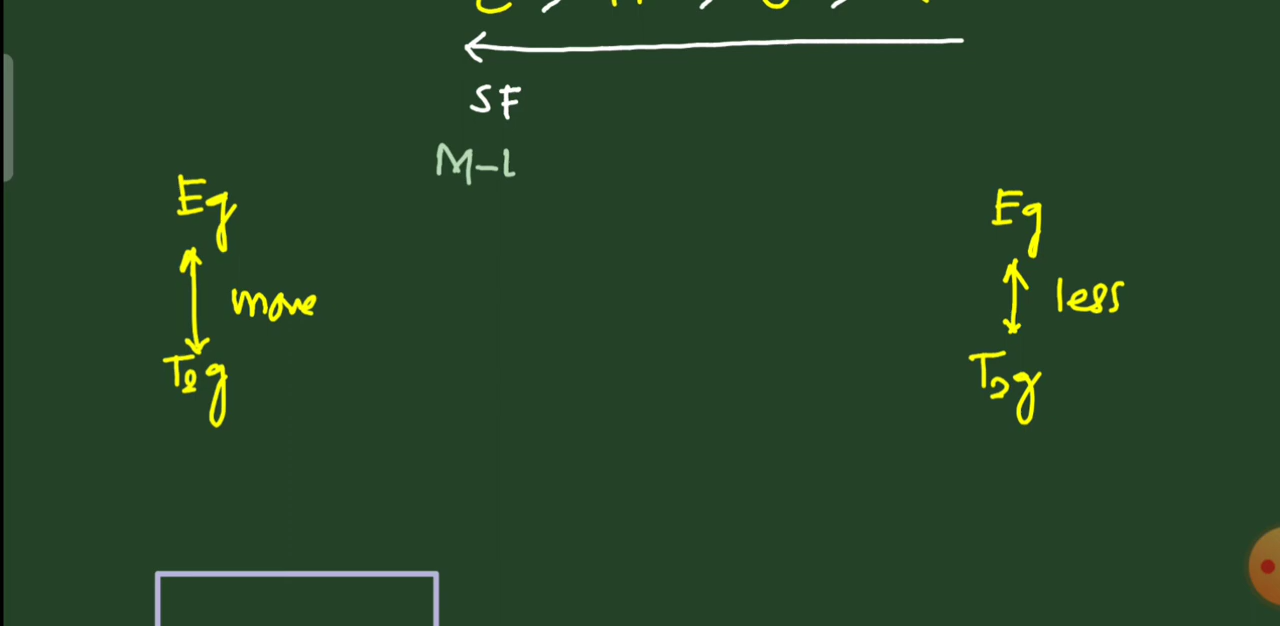 SF
M-L
Eg Eg
more less
T2g T2g